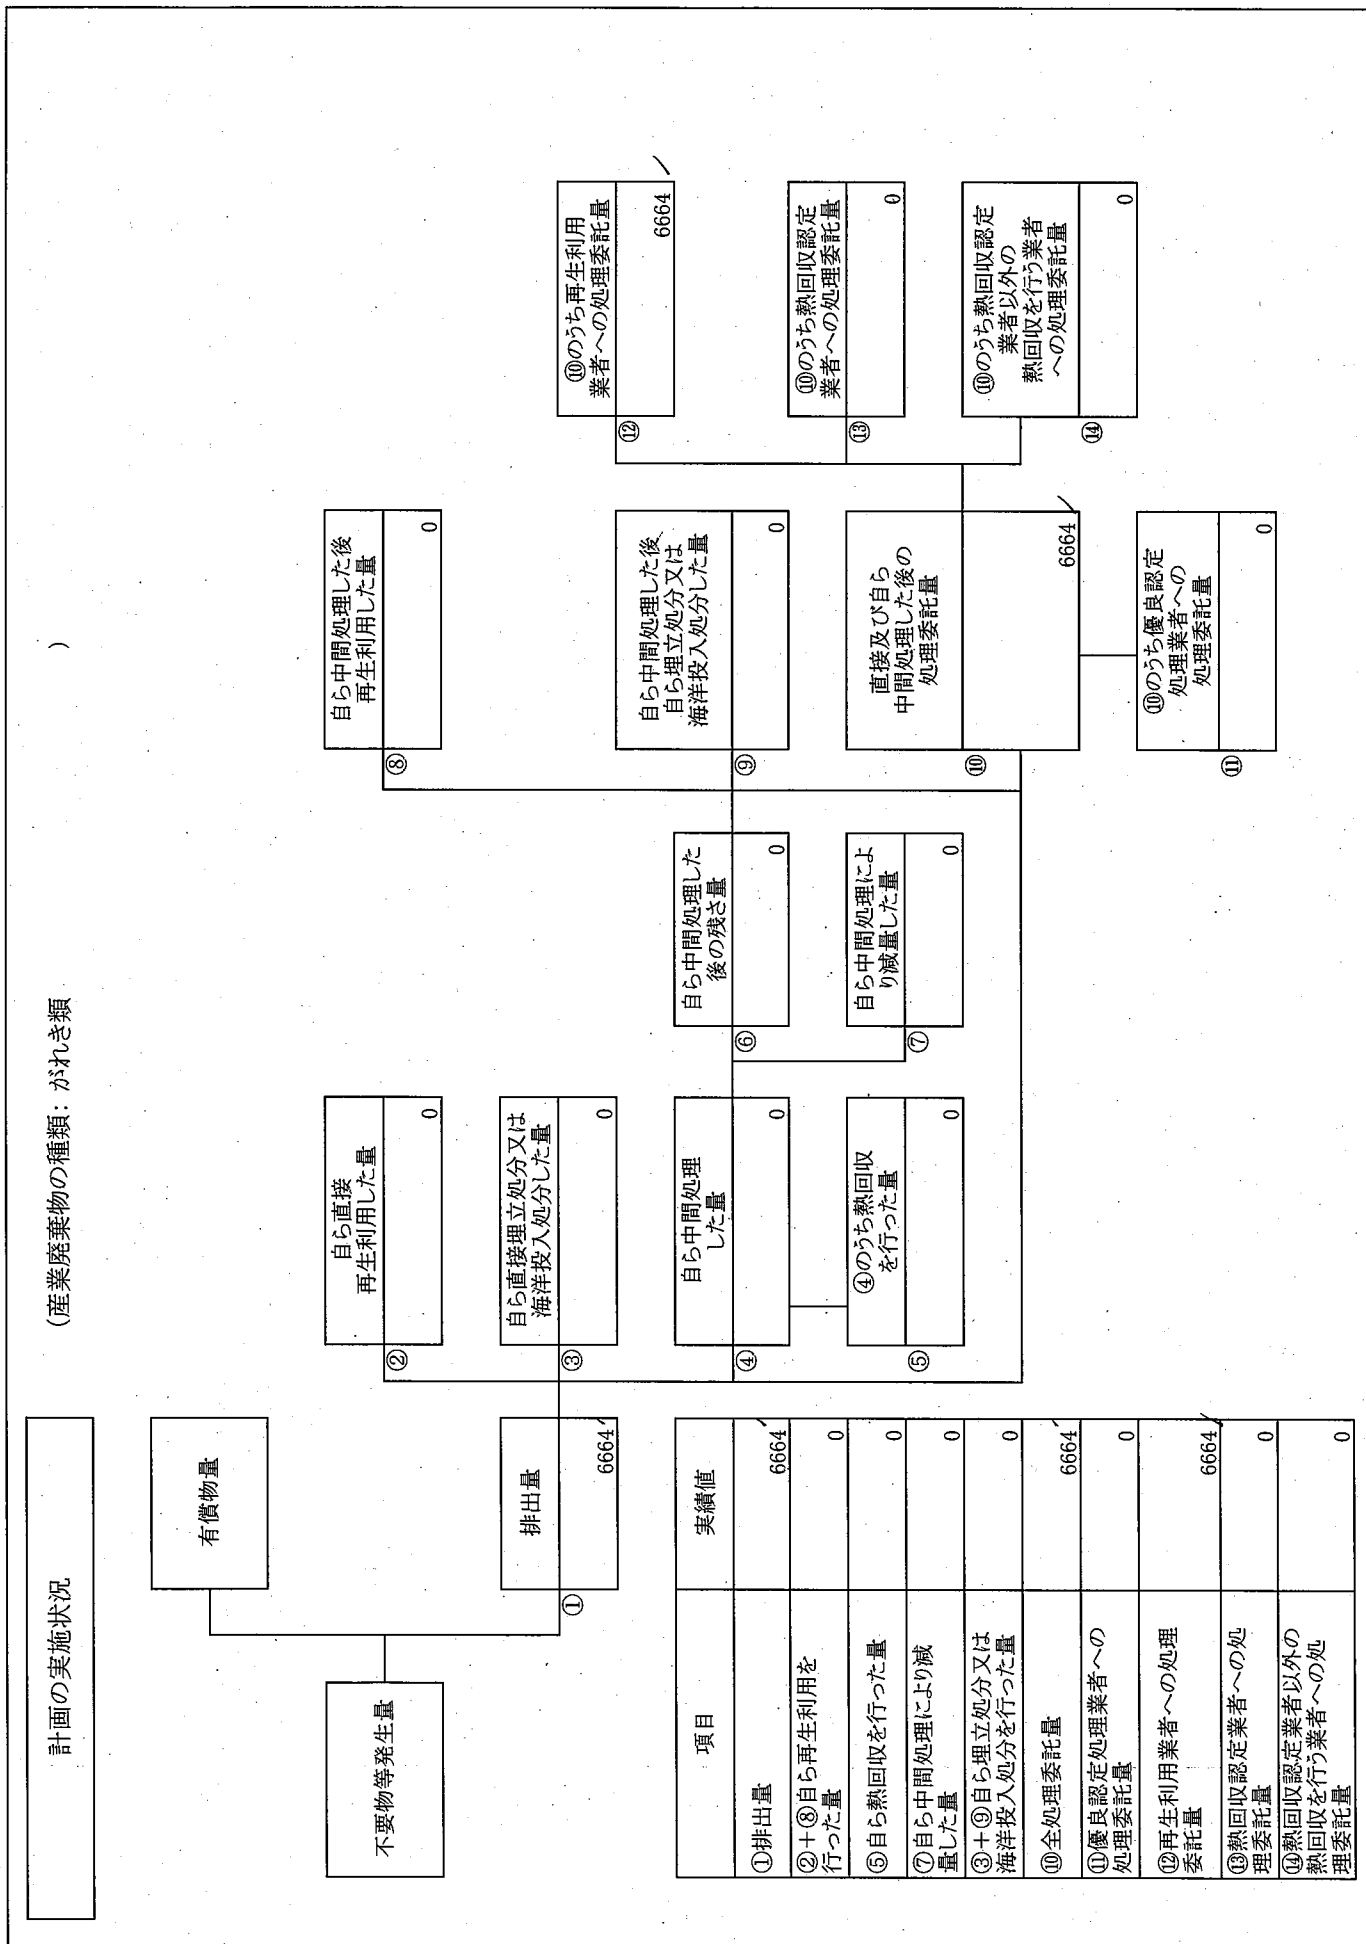 計画の実施状況
(産業廃棄物の種類: がれき類
)
不要物等発生量
有償物量
①
排出量
6664
②
自ら直接
再生利用した量
0
③
自ら直接埋立処分又は
海洋投入処分した量
0
④
自ら中間処理
した量
0
⑤
④のうち熱回収
を行った量
0
⑥
自ら中間処理した
後の残さ量
0
⑦
自ら中間処理によ
り減量した量
0
⑧
自ら中間処理した後
再生利用した量
0
⑨
自ら中間処理した後、
自ら埋立処分又は
海洋投入処分した量
0
⑩
直接及び自ら
中間処理した後の
処理委託量
6664
⑪
⑩のうち優良認定
処理業者への
処理委託量
0
⑫
⑩のうち再生利用
業者への処理委託量
6664
⑬
⑩のうち熱回収認定
業者への処理委託量
0
⑭
⑩のうち熱回収認定
業者以外の
熱回収を行う業者
への処理委託量
0
項目
実績値
①排出量
6664
②+⑧自ら再生利用を
行った量
0
⑤自ら熱回収を行った量
0
⑦自ら中間処理により減
量した量
0
③+⑨自ら埋立処分又は
海洋投入処分を行った量
0
⑩全処理委託量
6664
⑪優良認定処理業者への
処理委託量
0
⑫再生利用業者への処理
委託量
6664
⑬熱回収認定業者への処
理委託量
0
⑭熱回収認定業者以外の
熱回収を行う業者への処
理委託量
0